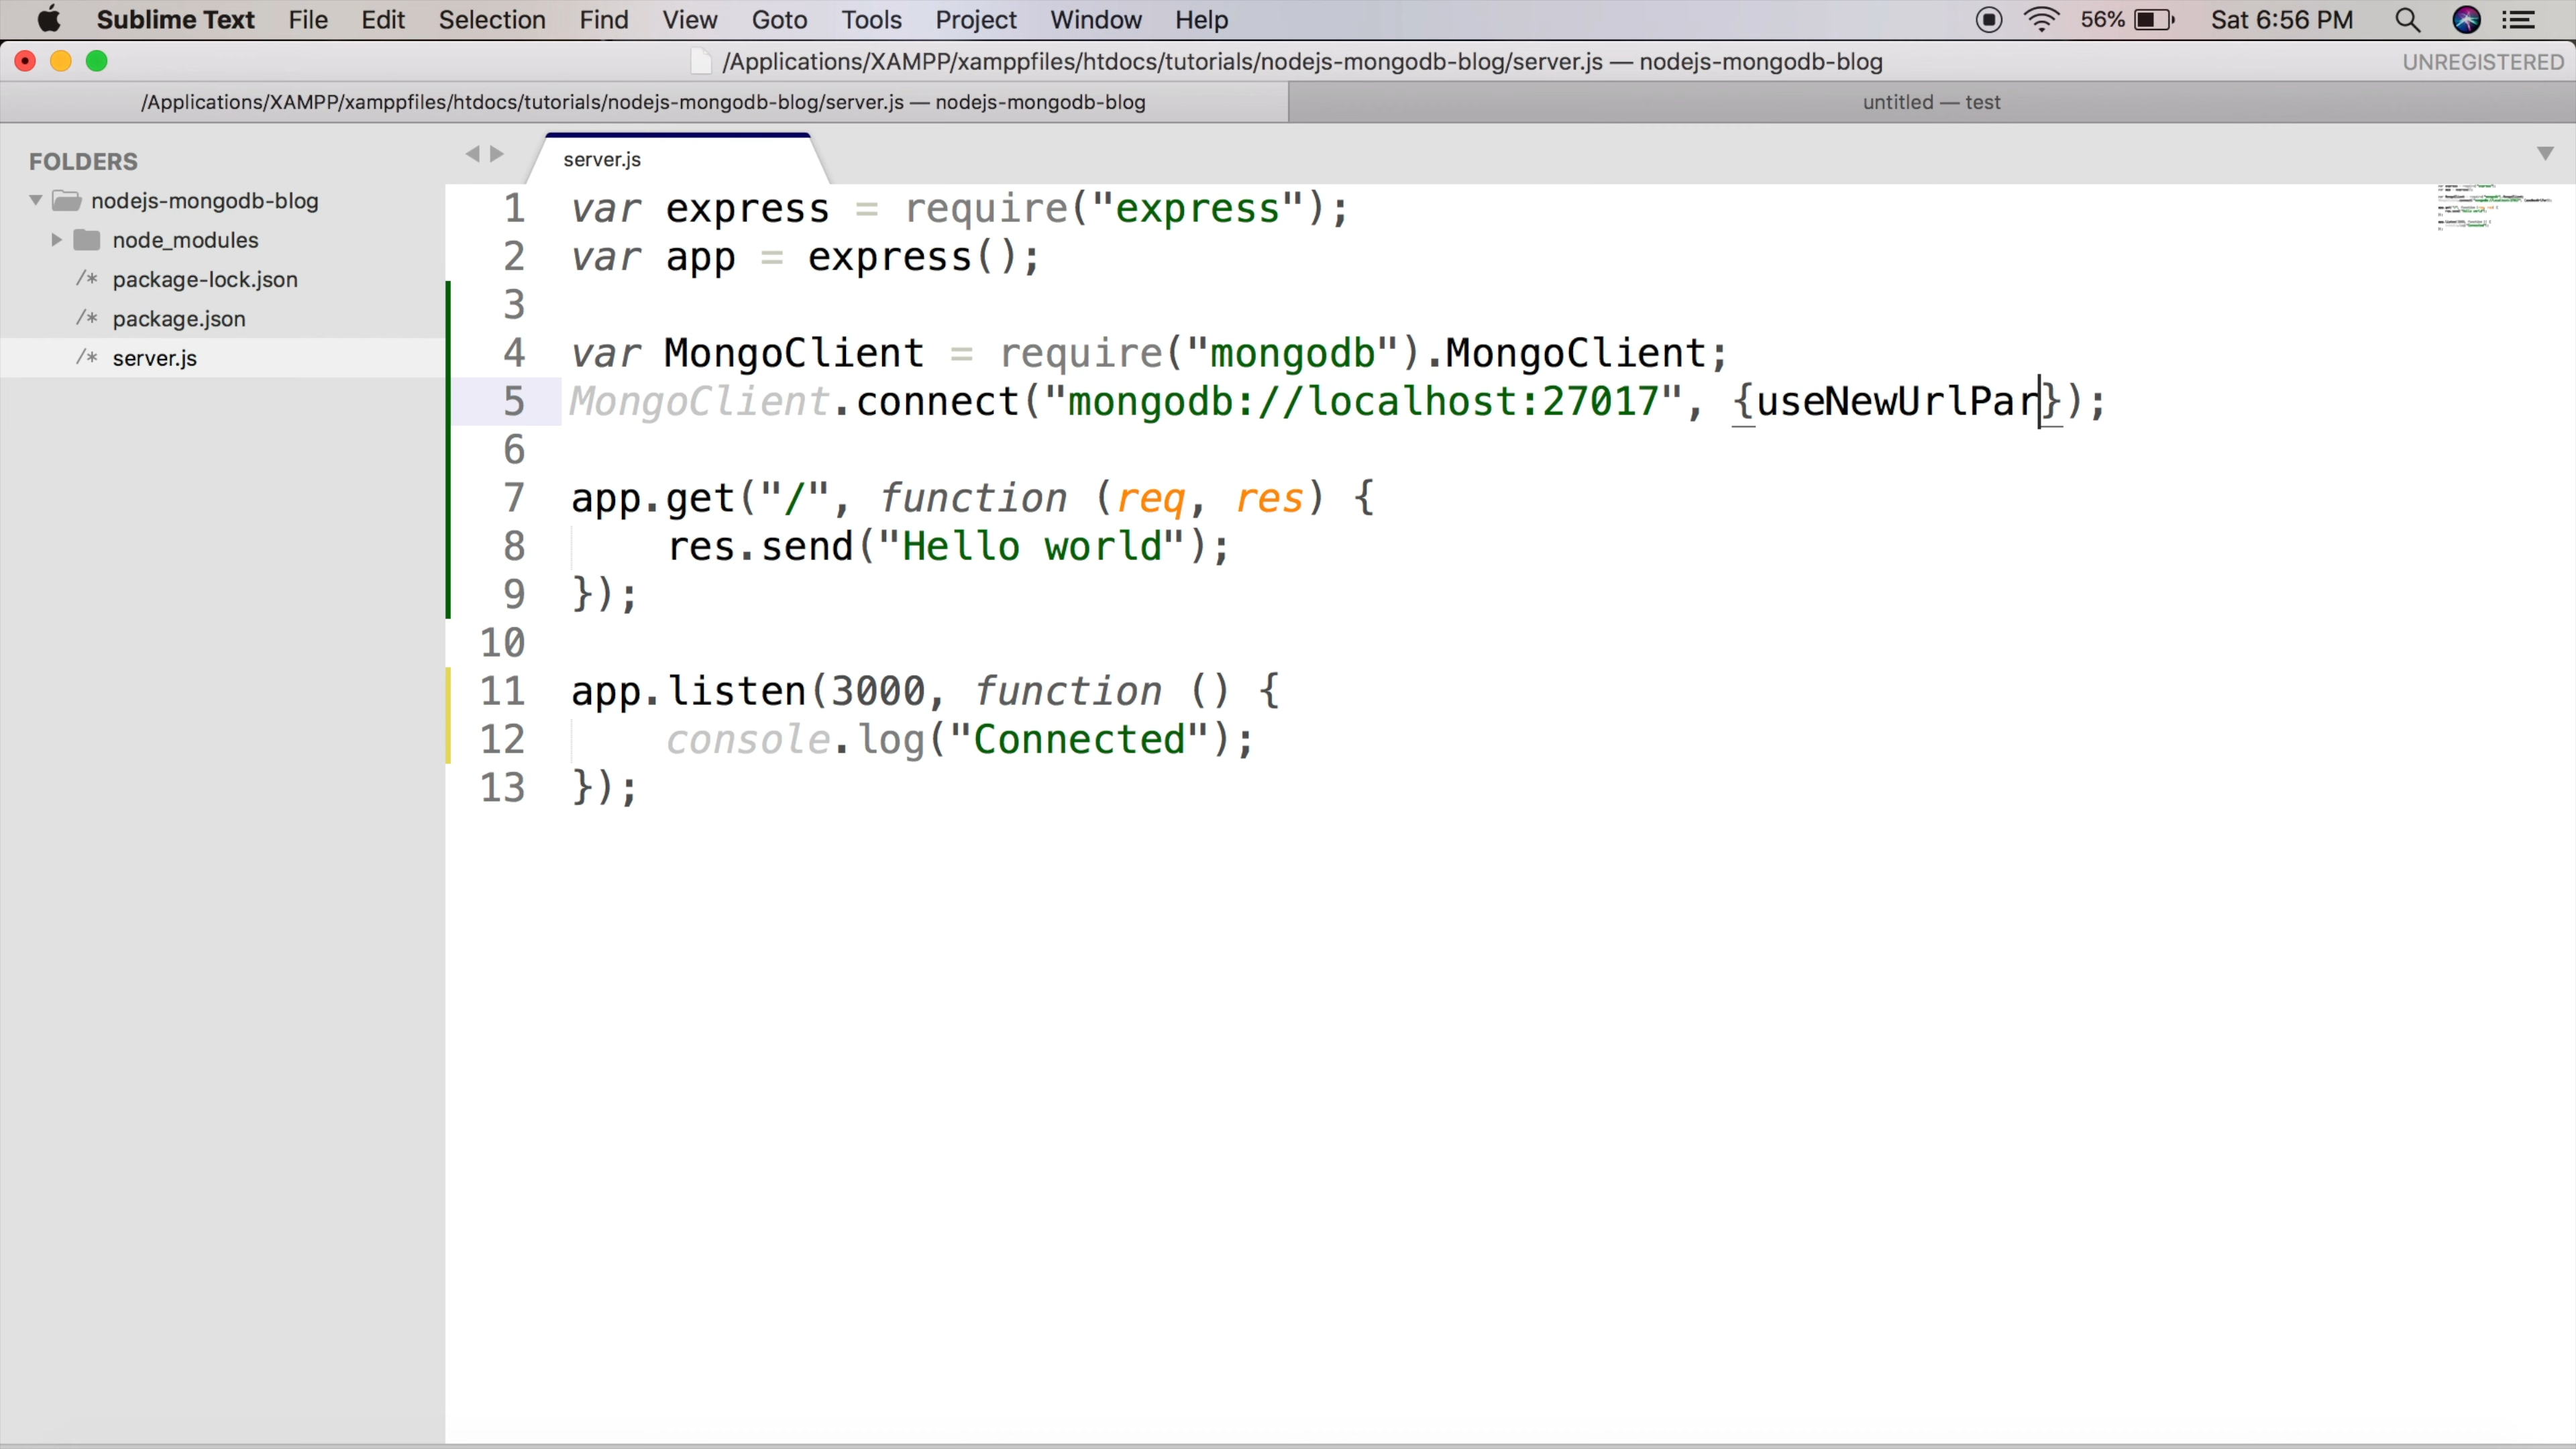 Sublime Text File Edit Selection Find View Goto Tools Project Window Help 56% Sat 6:56 PM
/Applications/XAMPP/xamppfiles/htdocs/tutorials/nodejs-mongodb-blog/server.js — nodejs-mongodb-blog UNREGISTERED
/Applications/XAMPP/xamppfiles/htdocs/tutorials/nodejs-mongodb-blog/server.js — nodejs-mongodb-blog untitled — test
FOLDERS
nodejs-mongodb-blog
node_modules
/* package-lock.json
/* package.json
/* server.js
server.js
1 var express = require("express");
2 var app = express();
3
4 var MongoClient = require("mongodb").MongoClient;
5 MongoClient.connect("mongodb://localhost:27017", {useNewUrlPar});
6
7 app.get("/", function (req, res) {
8 res.send("Hello world");
9 });
10
11 app.listen(3000, function () {
12 console.log("Connected");
13 });